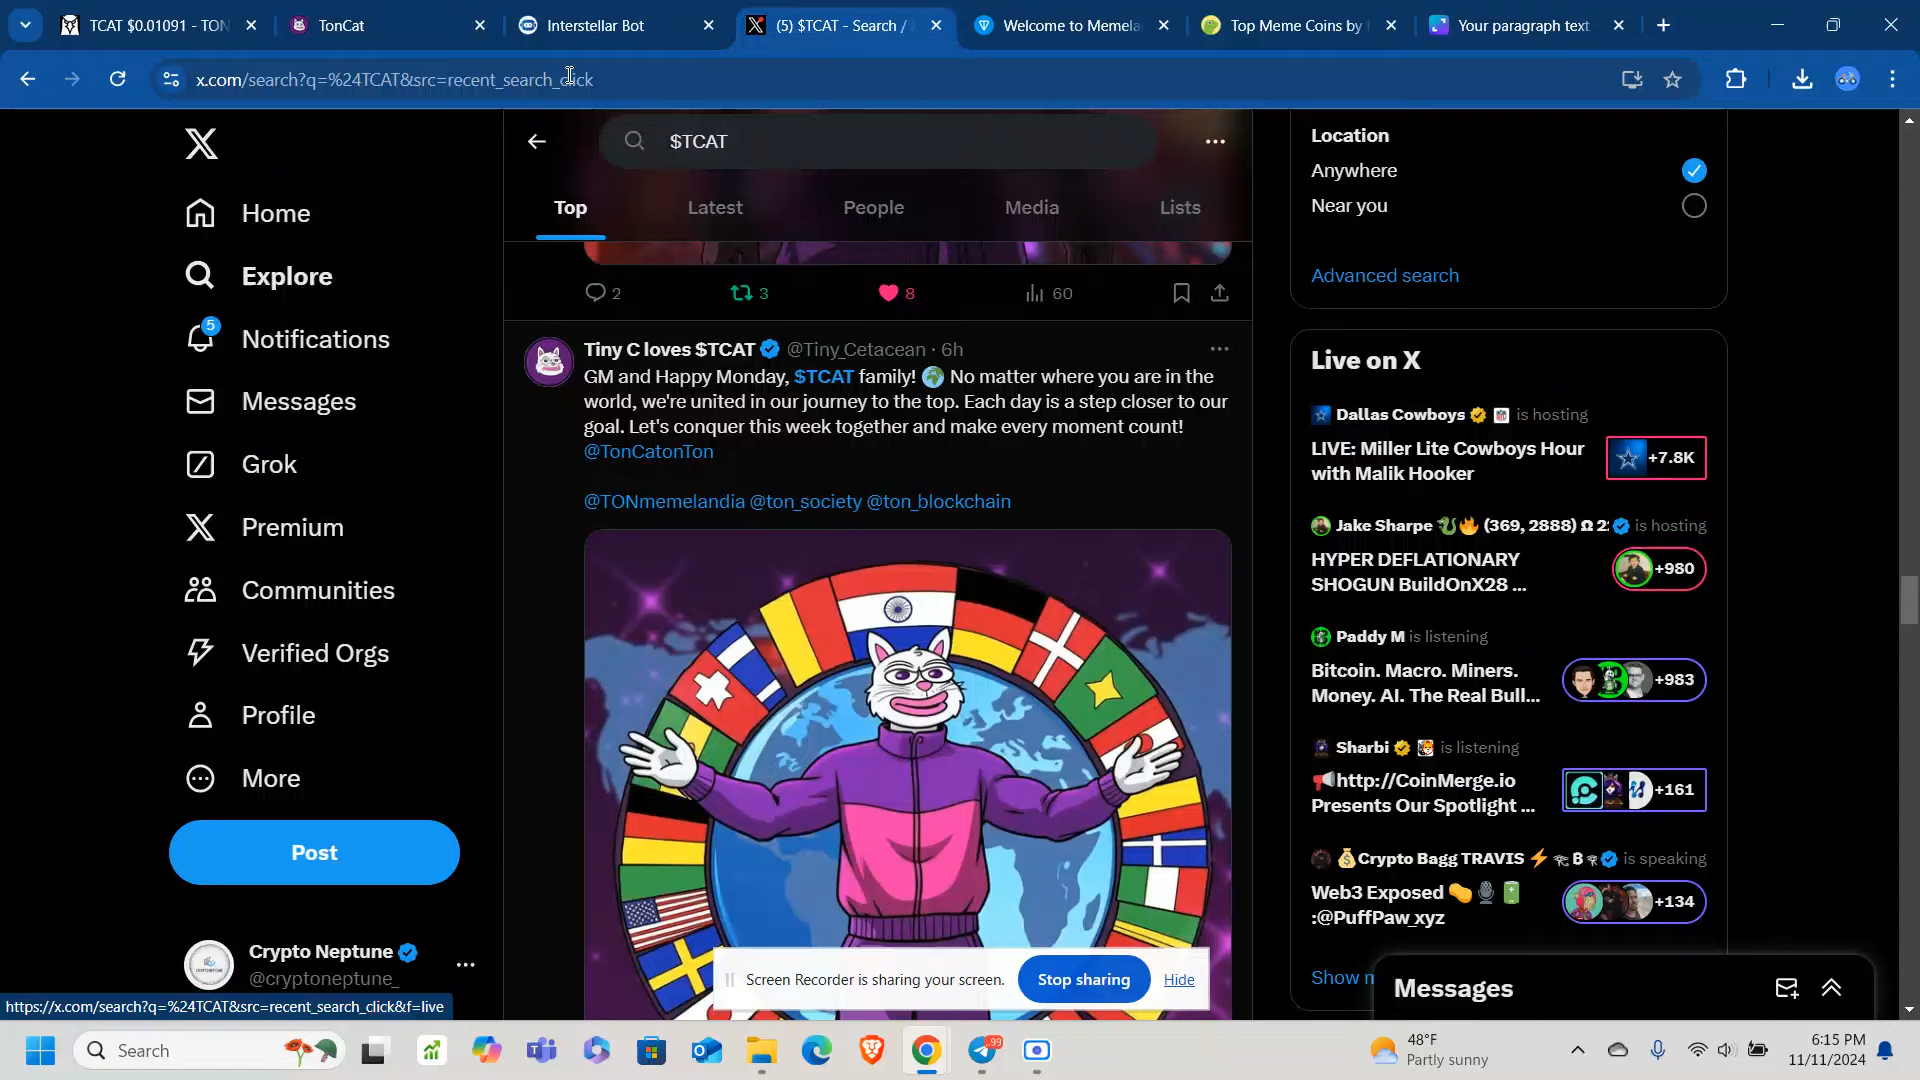 TCAT $0.01091 - TON
TonCat
Interstellar Bot
(5) $TCAT - Search /
Welcome to Memela
Top Meme Coins by
Your paragraph text
x.com/search?q=%24TCAT&src=recent_search_click
$TCAT
Top
Latest
People
Media
Lists
Home
Explore
5
Notifications
Messages
Grok
Premium
Communities
Verified Orgs
Profile
More
Post
Crypto Neptune
@cryptoneptune_
2
3
8
60
Tiny C loves $TCAT @Tiny_Cetacean · 6h
GM and Happy Monday, $TCAT family! 🌍 No matter where you are in the
world, we're united in our journey to the top. Each day is a step closer to our
goal. Let's conquer this week together and make every moment count!
@TonCatonTon
@TONmemelandia @ton_society @ton_blockchain
Location
Anywhere
Near you
Advanced search
Live on X
Dallas Cowboys is hosting
LIVE: Miller Lite Cowboys Hour
with Malik Hooker
+7.8K
Jake Sharpe 🐉🔥 (369, 2888) Ω 2: is hosting
HYPER DEFLATIONARY
SHOGUN BuildOnX28 ...
+980
Paddy M is listening
Bitcoin. Macro. Miners.
Money. AI. The Real Bull...
+983
Sharbi is listening
📢http://CoinMerge.io
Presents Our Spotlight ...
+161
💰Crypto Bagg TRAVIS ⚡ is speaking
Web3 Exposed
:@PuffPaw_xyz
+134
Show m
Messages
Screen Recorder is sharing your screen.
Stop sharing
Hide
https://x.com/search?q=%24TCAT&src=recent_search_click&f=live
Search
99
48°F
Partly sunny
6:15 PM
11/11/2024